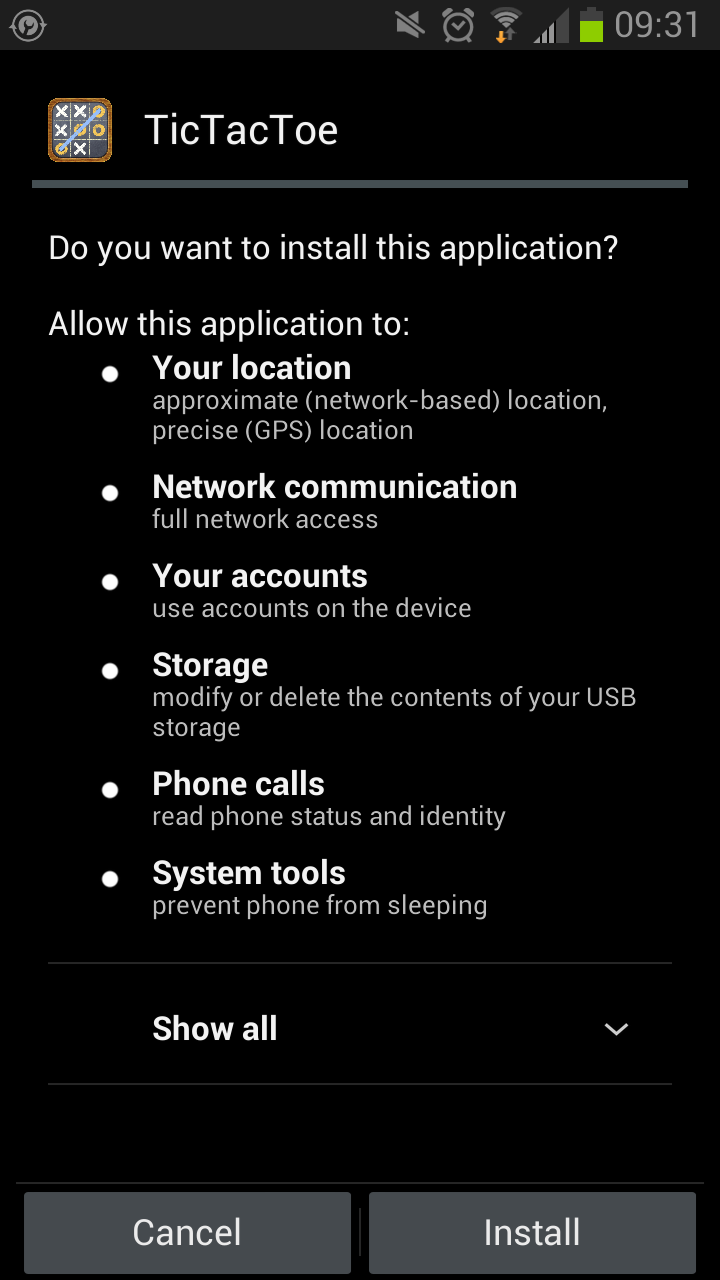 09:31
TicTacToe
Do you want to install this application?
Allow this application to:
Your location
approximate (network-based) location,
precise (GPS) location
Network communication
full network access
Your accounts
use accounts on the device
Storage
modify or delete the contents of your USB
storage
Phone calls
read phone status and identity
System tools
prevent phone from sleeping
Show all
Cancel
Install